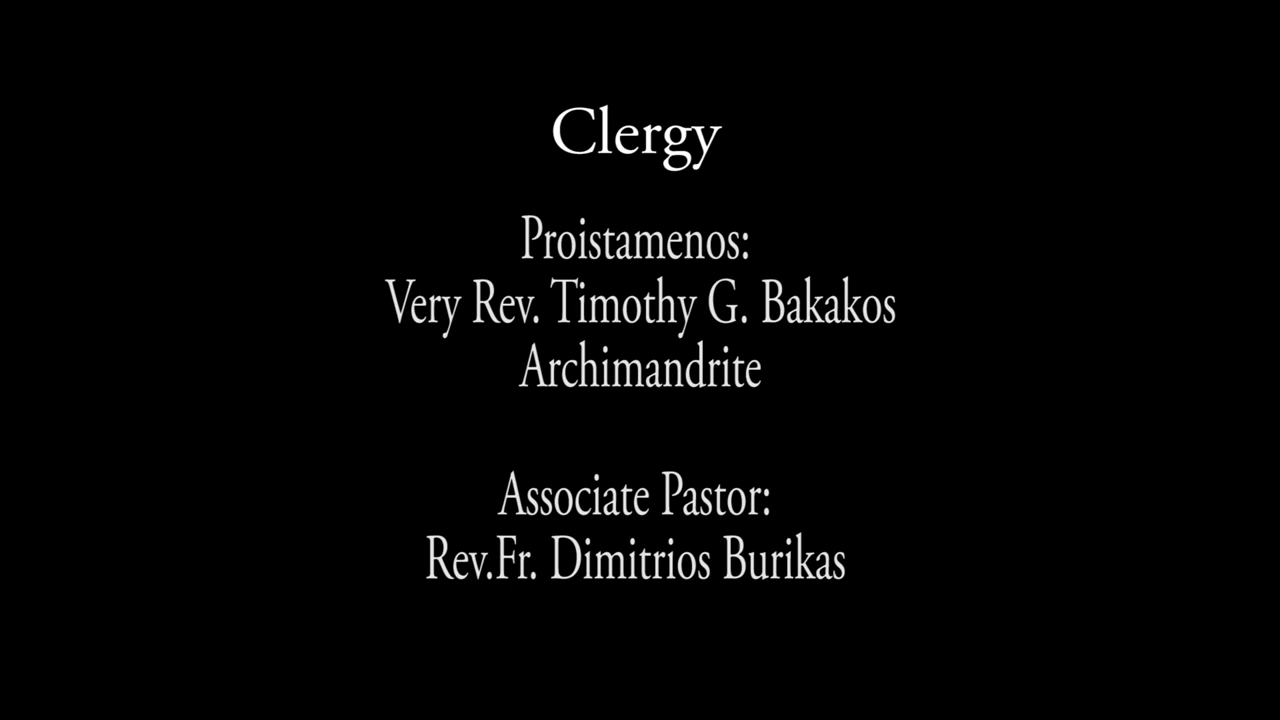 Clergy
Proistamenos:
Very Rev. Timothy G. Bakakos
Archimandrite
Associate Pastor:
Rev.Fr. Dimitrios Burikas